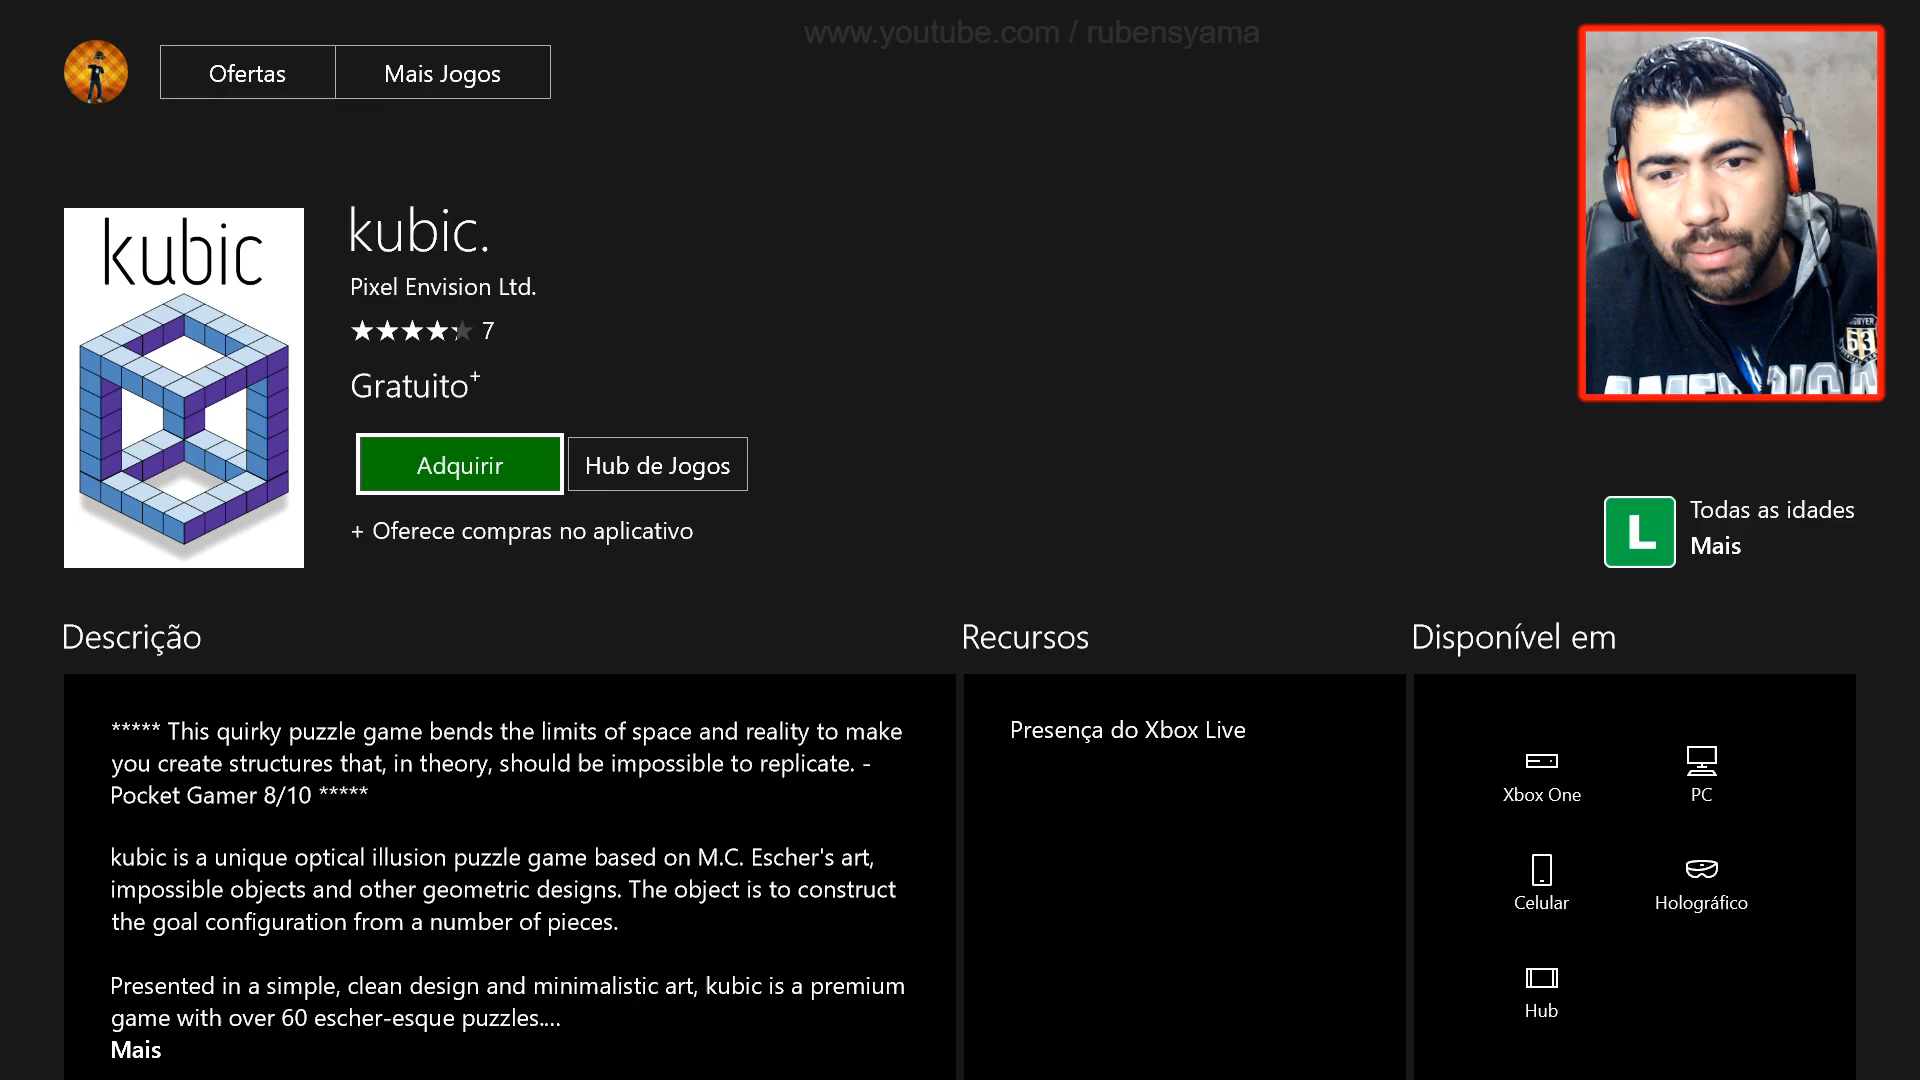 www.youtube.com / rubensyama
Ofertas
Mais Jogos
kubic
kubic.
Pixel Envision Ltd.
7
Gratuito+
Adquirir
Hub de Jogos
+ Oferece compras no aplicativo
L
Todas as idades
Mais
Descrição
***** This quirky puzzle game bends the limits of space and reality to make
you create structures that, in theory, should be impossible to replicate. -
Pocket Gamer 8/10 *****
kubic is a unique optical illusion puzzle game based on M.C. Escher's art,
impossible objects and other geometric designs. The object is to construct
the goal configuration from a number of pieces.
Presented in a simple, clean design and minimalistic art, kubic is a premium
game with over 60 escher-esque puzzles....
Mais
Recursos
Presença do Xbox Live
Disponível em
Xbox One
PC
Celular
Holográfico
Hub